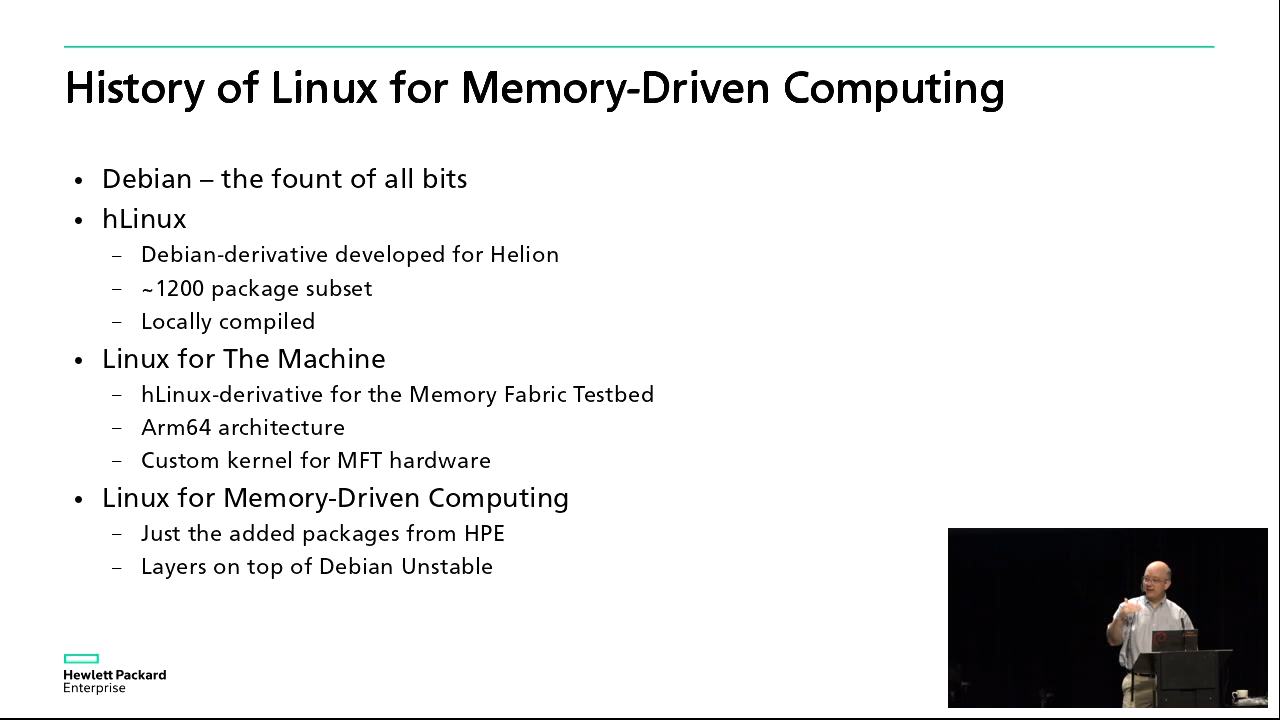 History of Linux for Memory-Driven Computing
• Debian – the fount of all bits
• hLinux
– Debian-derivative developed for Helion
– ~1200 package subset
– Locally compiled
• Linux for The Machine
– hLinux-derivative for the Memory Fabric Testbed
– Arm64 architecture
– Custom kernel for MFT hardware
• Linux for Memory-Driven Computing
– Just the added packages from HPE
– Layers on top of Debian Unstable
Hewlett Packard
Enterprise